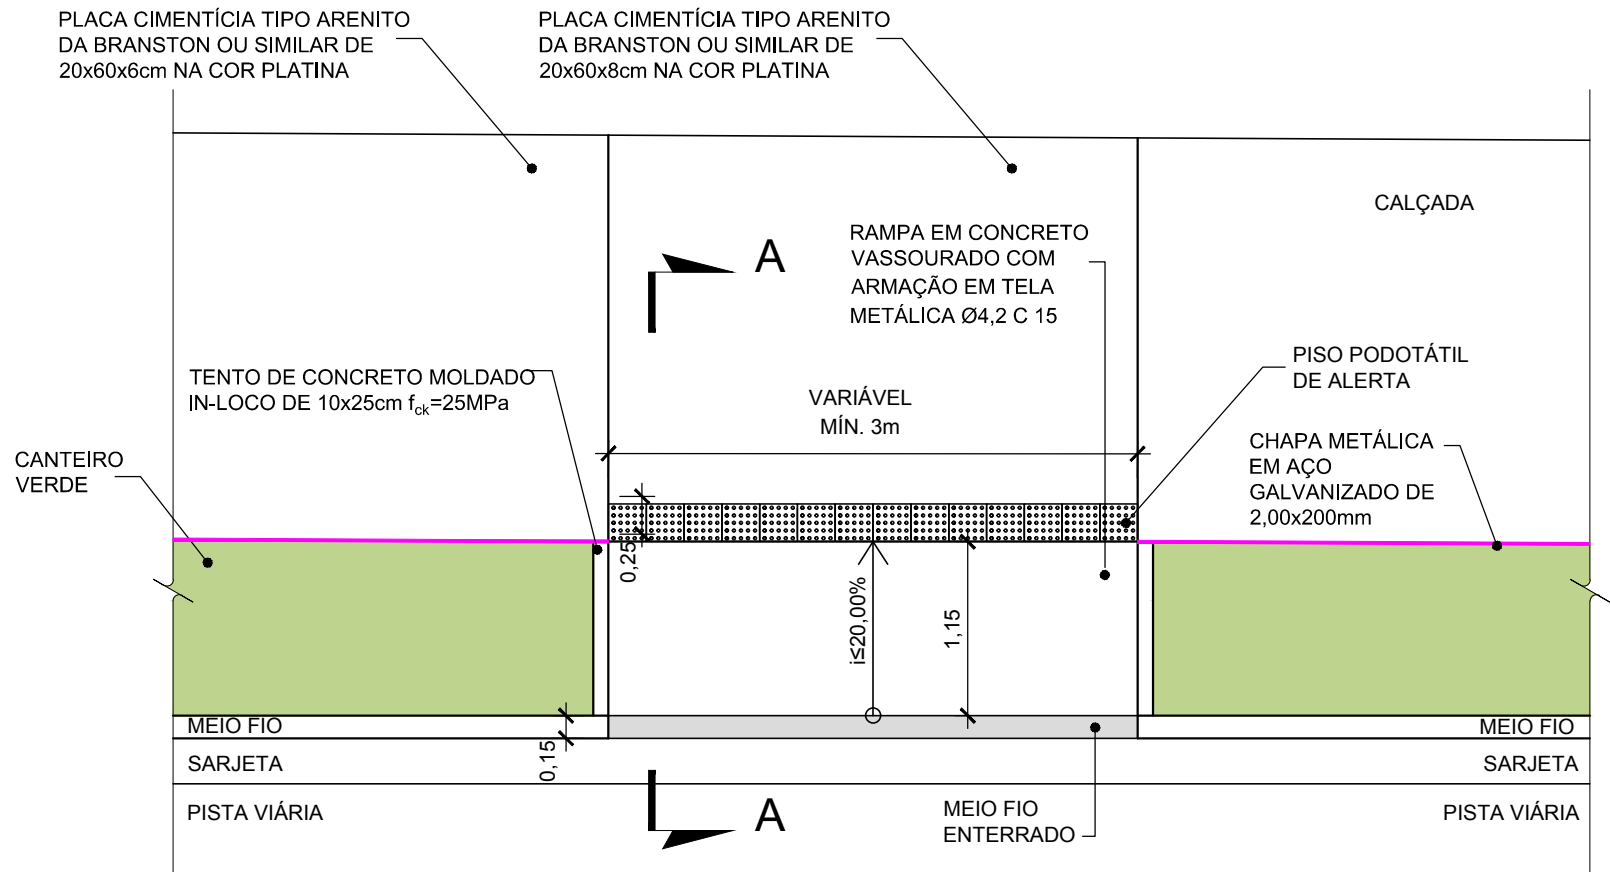 PLACA CIMENTÍCIA TIPO ARENITO
DA BRANSTON OU SIMILAR DE
20x60x6cm NA COR PLATINA
PLACA CIMENTÍCIA TIPO ARENITO
DA BRANSTON OU SIMILAR DE
20x60x8cm NA COR PLATINA
CALÇADA
A
RAMPA EM CONCRETO
VASSOURADO COM
ARMAÇÃO EM TELA
METÁLICA Ø4,2 C 15
PISO PODOTÁTIL
DE ALERTA
TENTO DE CONCRETO MOLDADO
IN-LOCO DE 10x25cm fck=25MPa
VARIÁVEL
MÍN. 3m
CHAPA METÁLICA
EM AÇO
GALVANIZADO DE
2,00x200mm
CANTEIRO
VERDE
0,25
i≤20,00%
1,15
MEIO FIO
MEIO FIO
0,15
SARJETA
SARJETA
PISTA VIÁRIA
A
MEIO FIO
ENTERRADO
PISTA VIÁRIA